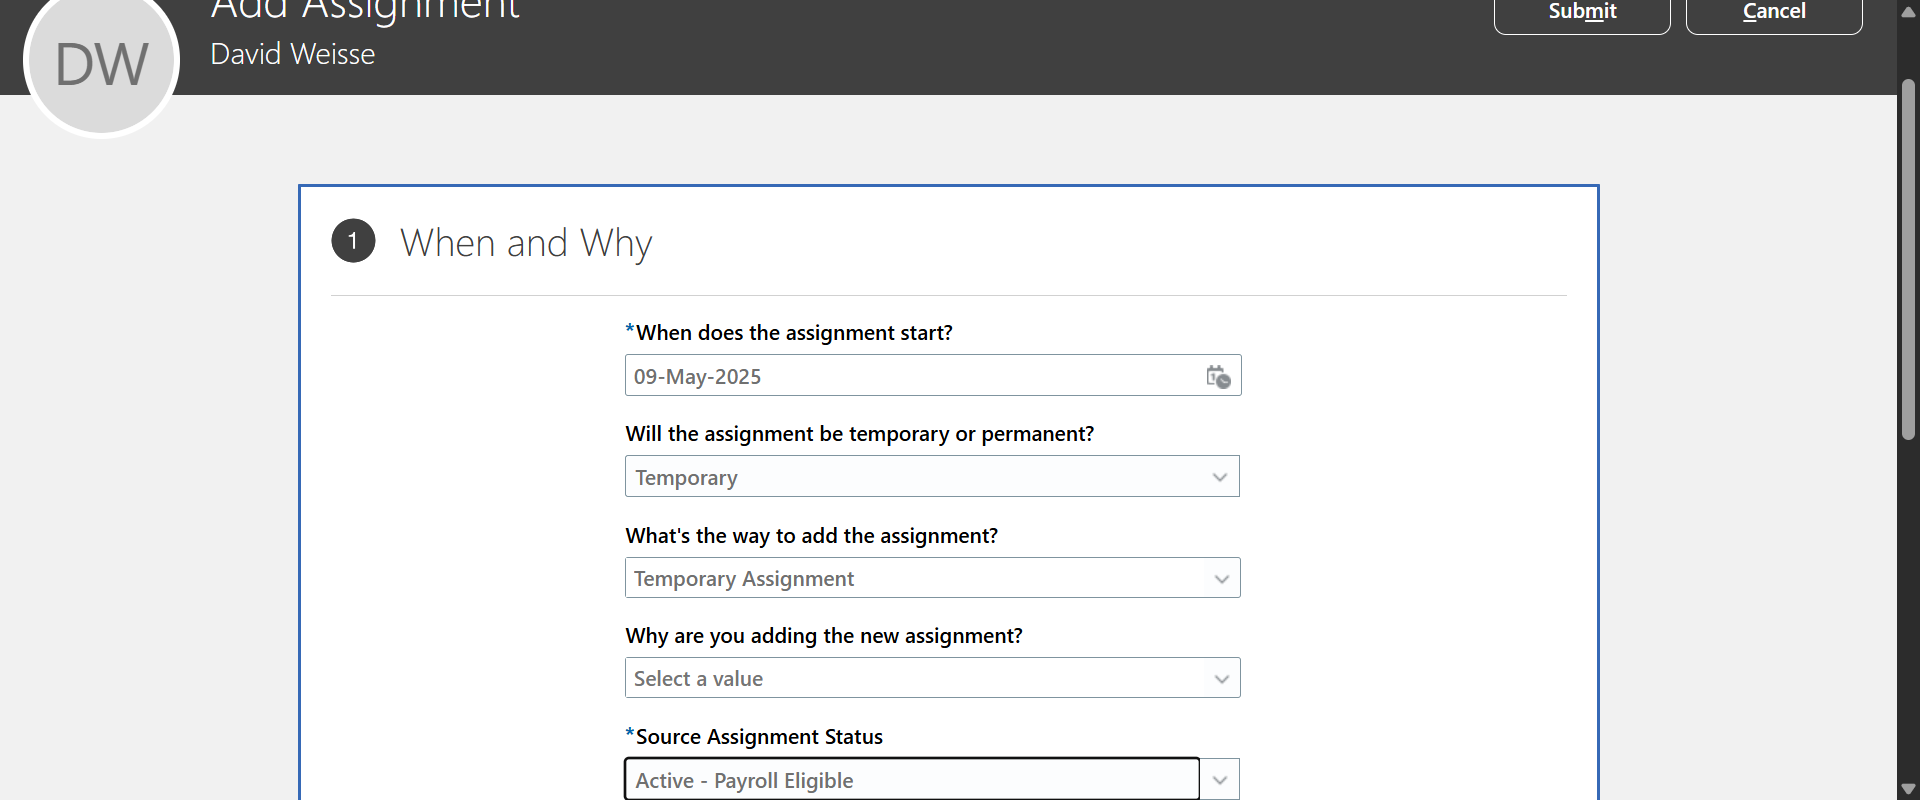 Add Assignment
David Weisse
DW
Submit
Cancel
1
When and Why
*When does the assignment start?
09-May-2025
Will the assignment be temporary or permanent?
Temporary
What's the way to add the assignment?
Temporary Assignment
Why are you adding the new assignment?
Select a value
*Source Assignment Status
Active - Payroll Eligible